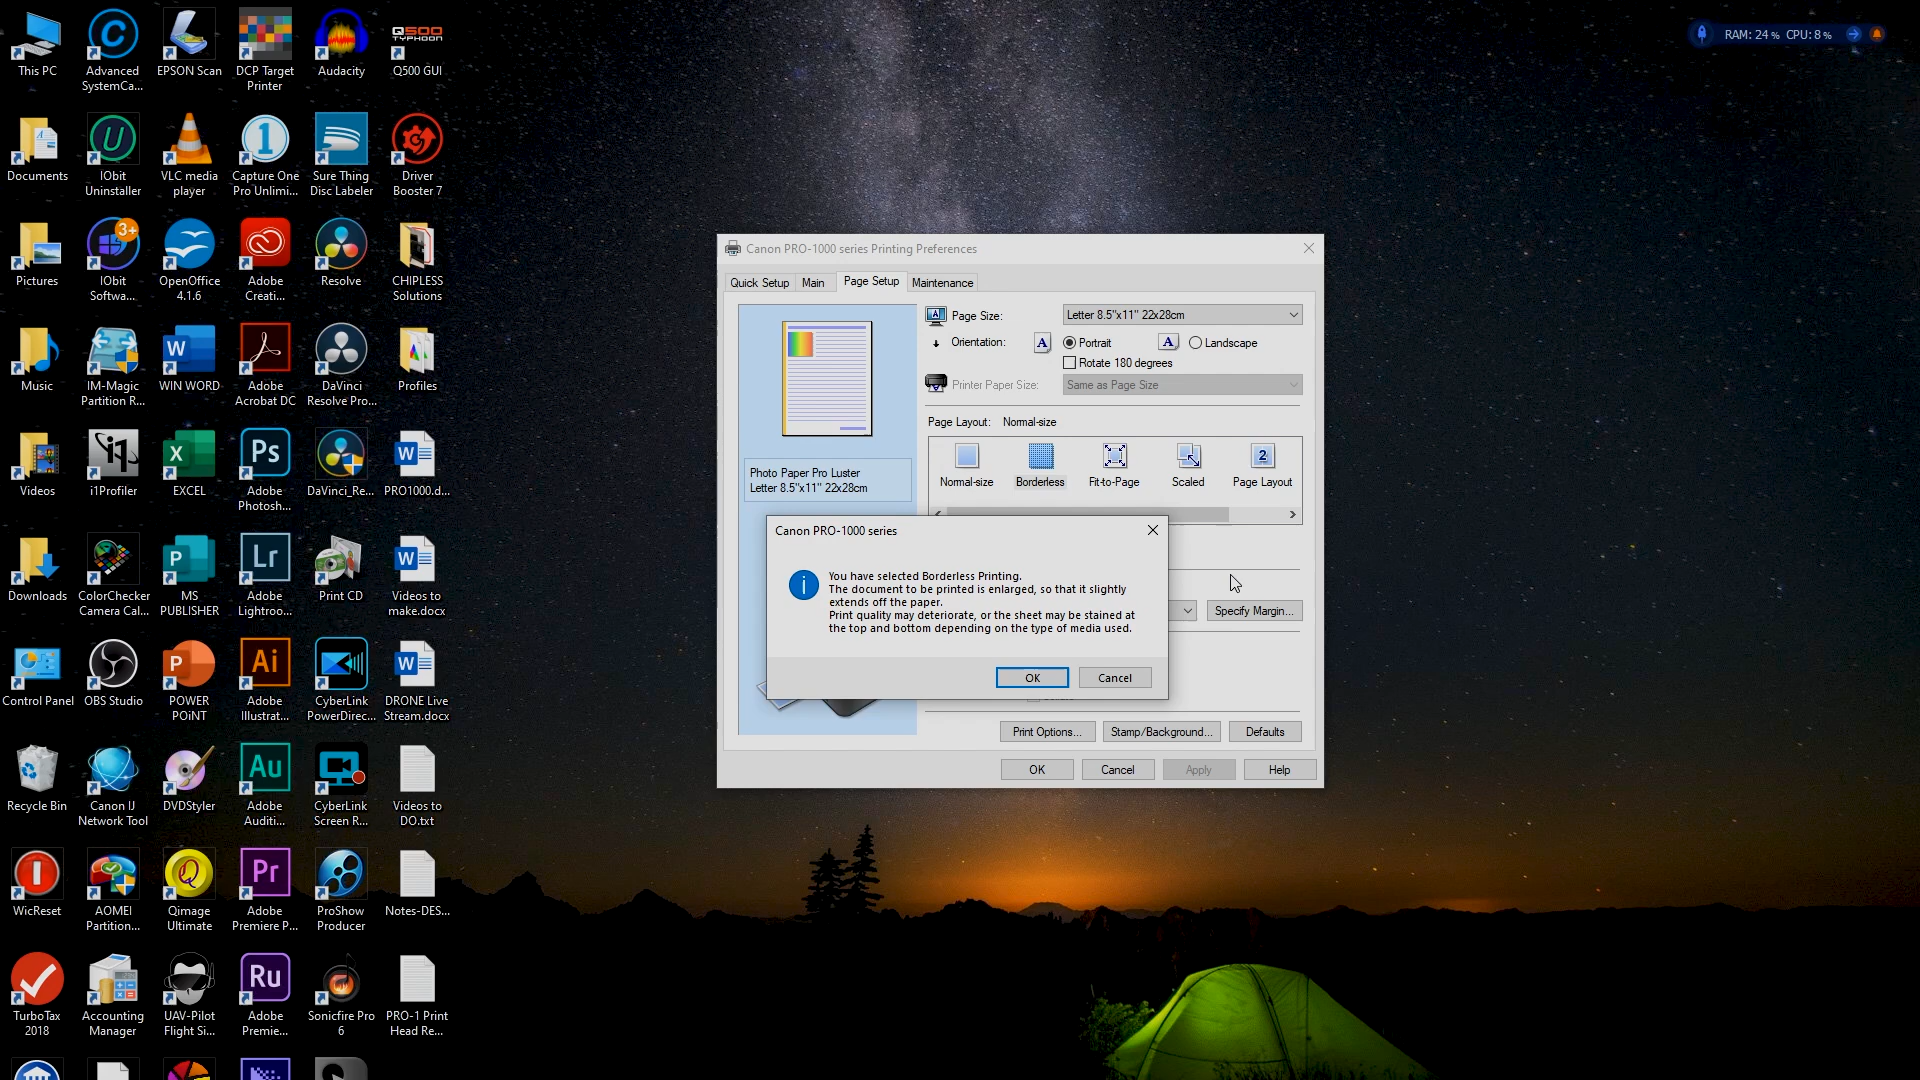 This PC
Advanced
SystemCa...
EPSON Scan
DCP Target
Printer
Audacity
Q500
TYPHOON
Q500 GUI
RAM: 24 % CPU: 8 %
Documents
IObit
Uninstaller
VLC media
player
Capture One
Pro Unlimi...
Sure Thing
Disc Labeler
Driver
Booster 7
Pictures
3+
IObit
Softwa...
OpenOffice
4.1.6
Adobe
Creati...
Resolve
CHIPLESS
Solutions
Music
IM-Magic
Partition R...
WIN WORD
Adobe
Acrobat DC
DaVinci
Resolve Pro...
Profiles
Videos
i1Profiler
EXCEL
Adobe
Photosh...
DaVinci_Re...
PRO1000.d...
Downloads
ColorChecker
Camera Cal...
MS
PUBLISHER
Adobe
Lightroo...
Print CD
Videos to
make.docx
Control Panel
OBS Studio
POWER
POiNT
Adobe
Illustrat...
CyberLink
PowerDirec...
DRONE Live
Stream.docx
Recycle Bin
Canon IJ
Network Tool
DVDStyler
Adobe
Auditi...
CyberLink
Screen R...
Videos to
DO.txt
WicReset
AOMEI
Partition...
Qimage
Ultimate
Adobe
Premiere P...
ProShow
Producer
Notes-DES...
TurboTax
2018
Accounting
Manager
UAV-Pilot
Flight Si...
Adobe
Premie...
Sonicfire Pro
6
PRO-1 Print
Head Re...
Canon PRO-1000 series Printing Preferences
Quick Setup
Main
Page Setup
Maintenance
Page Size:
Letter 8.5"x11" 22x28cm
Orientation:
Portrait
Landscape
Rotate 180 degrees
Printer Paper Size:
Same as Page Size
Page Layout:
Normal-size
Normal-size
Borderless
Fit-to-Page
Scaled
Page Layout
Photo Paper Pro Luster
Letter 8.5"x11" 22x28cm
Canon PRO-1000 series
You have selected Borderless Printing.
The document to be printed is enlarged, so that it slightly
extends off the paper.
Print quality may deteriorate, or the sheet may be stained at
the top and bottom depending on the type of media used.
OK
Cancel
Specify Margin...
Print Options...
Stamp/Background...
Defaults
OK
Cancel
Apply
Help